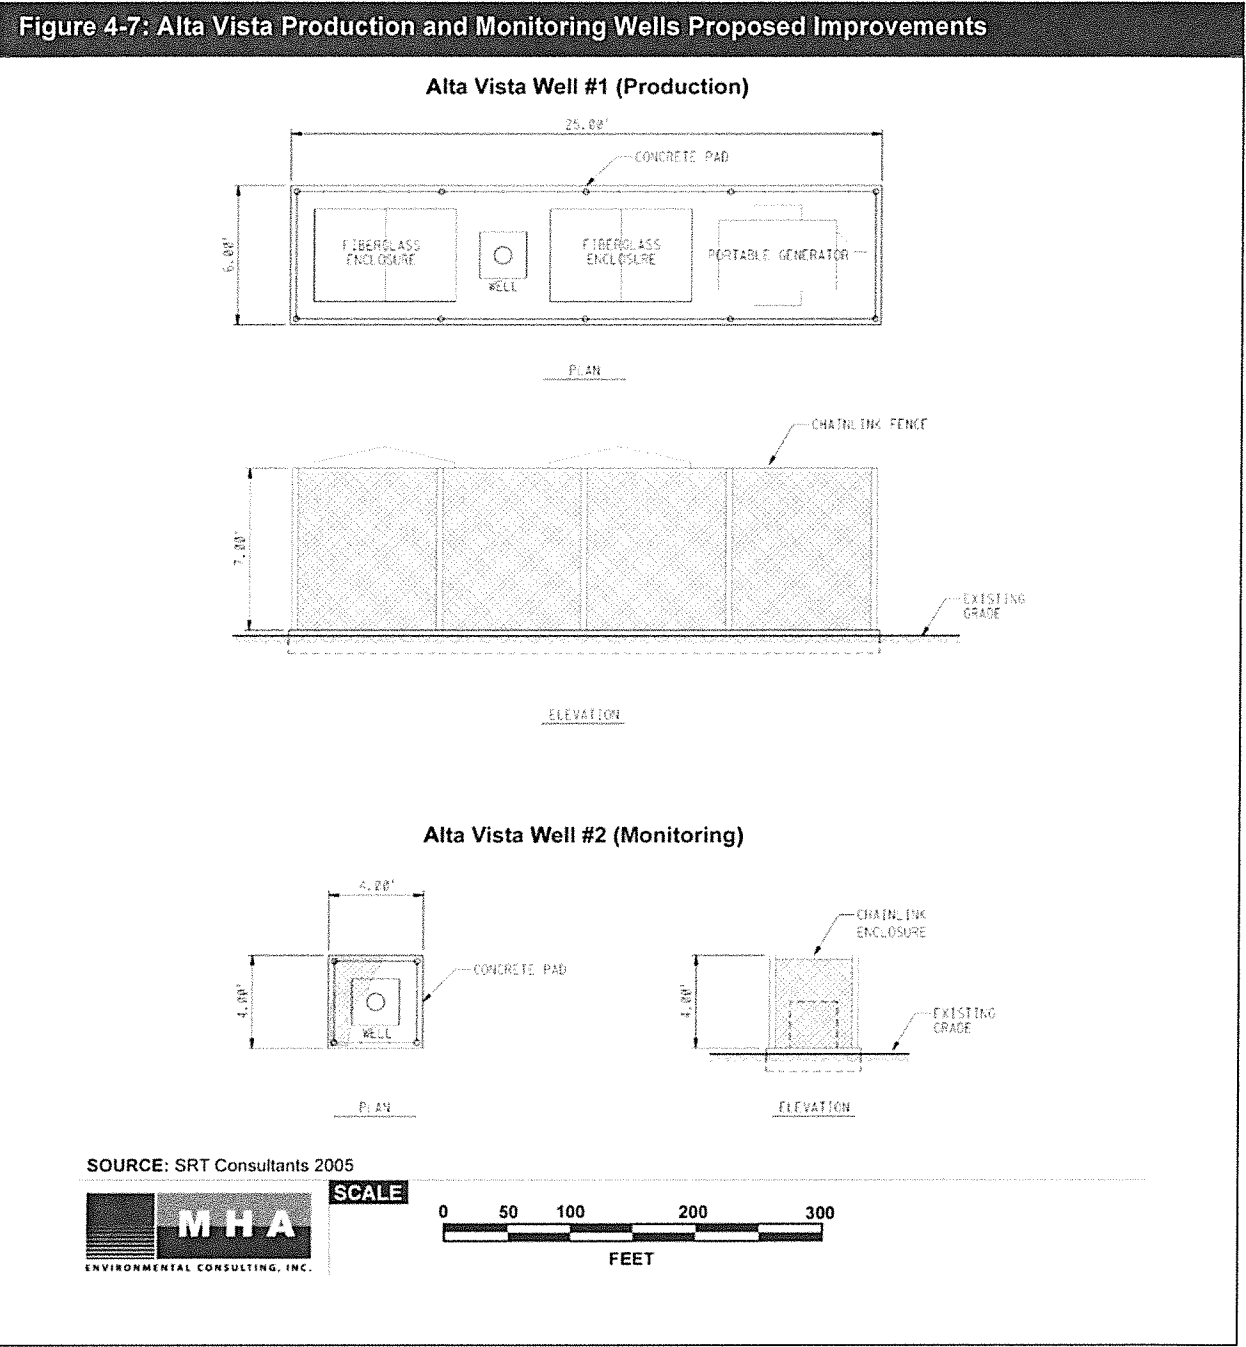 Figure 4-7: Alta Vista Production and Monitoring Wells Proposed Improvements
Alta Vista Well #1 (Production)
25.00'
CONCRETE PAD
6.00'
FIBERGLASS
ENCLOSURE
WELL
FIBERGLASS
ENCLOSURE
PORTABLE GENERATOR
PLAN
CHAINLINK FENCE
7.00'
EXISTING
GRADE
ELEVATION
Alta Vista Well #2 (Monitoring)
4.00'
CONCRETE PAD
4.00'
WELL
PLAN
CHAINLINK
ENCLOSURE
4.00'
EXISTING
GRADE
ELEVATION
SOURCE: SRT Consultants 2005
MHA
ENVIRONMENTAL CONSULTING, INC.
SCALE
0 50 100 200 300
FEET